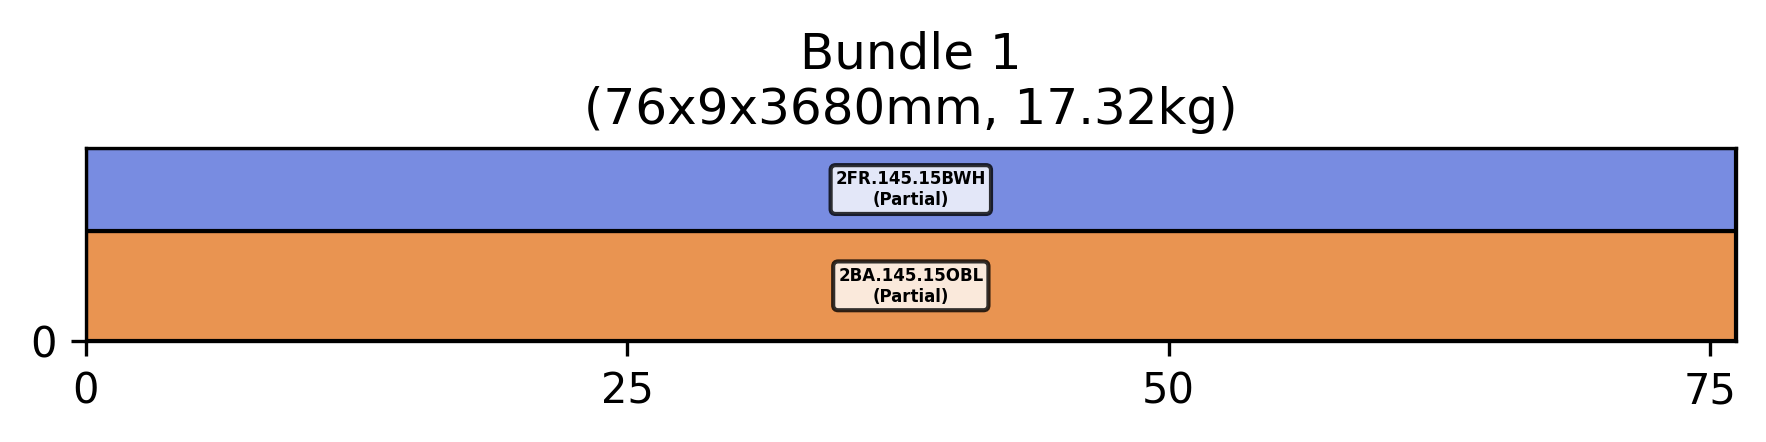 Bundle 1
(76x9x3680mm, 17.32kg)
2FR.145.15BWH
(Partial)
2BA.145.15OBL
(Partial)
0
0
25
50
75